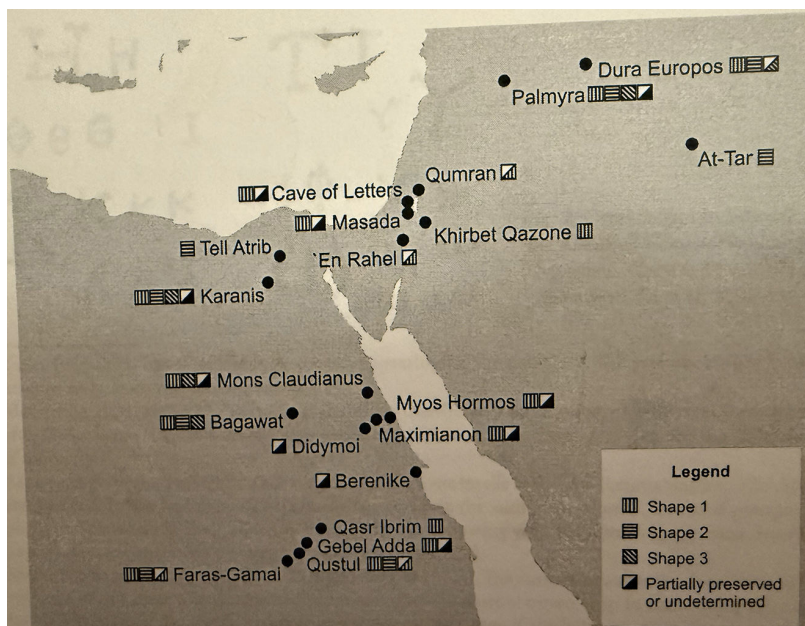 Dura Europos
Palmyra
At-Tar
Qumran
Cave of Letters
Masada
Khirbet Qazone
Tell Atrib
'En Rahel
Karanis
Mons Claudianus
Myos Hormos
Bagawat
Maximianon
Didymoi
Berenike
Qasr Ibrim
Gebel Adda
Qustul
Faras-Gamai
Legend
Shape 1
Shape 2
Shape 3
Partially preserved
or undetermined